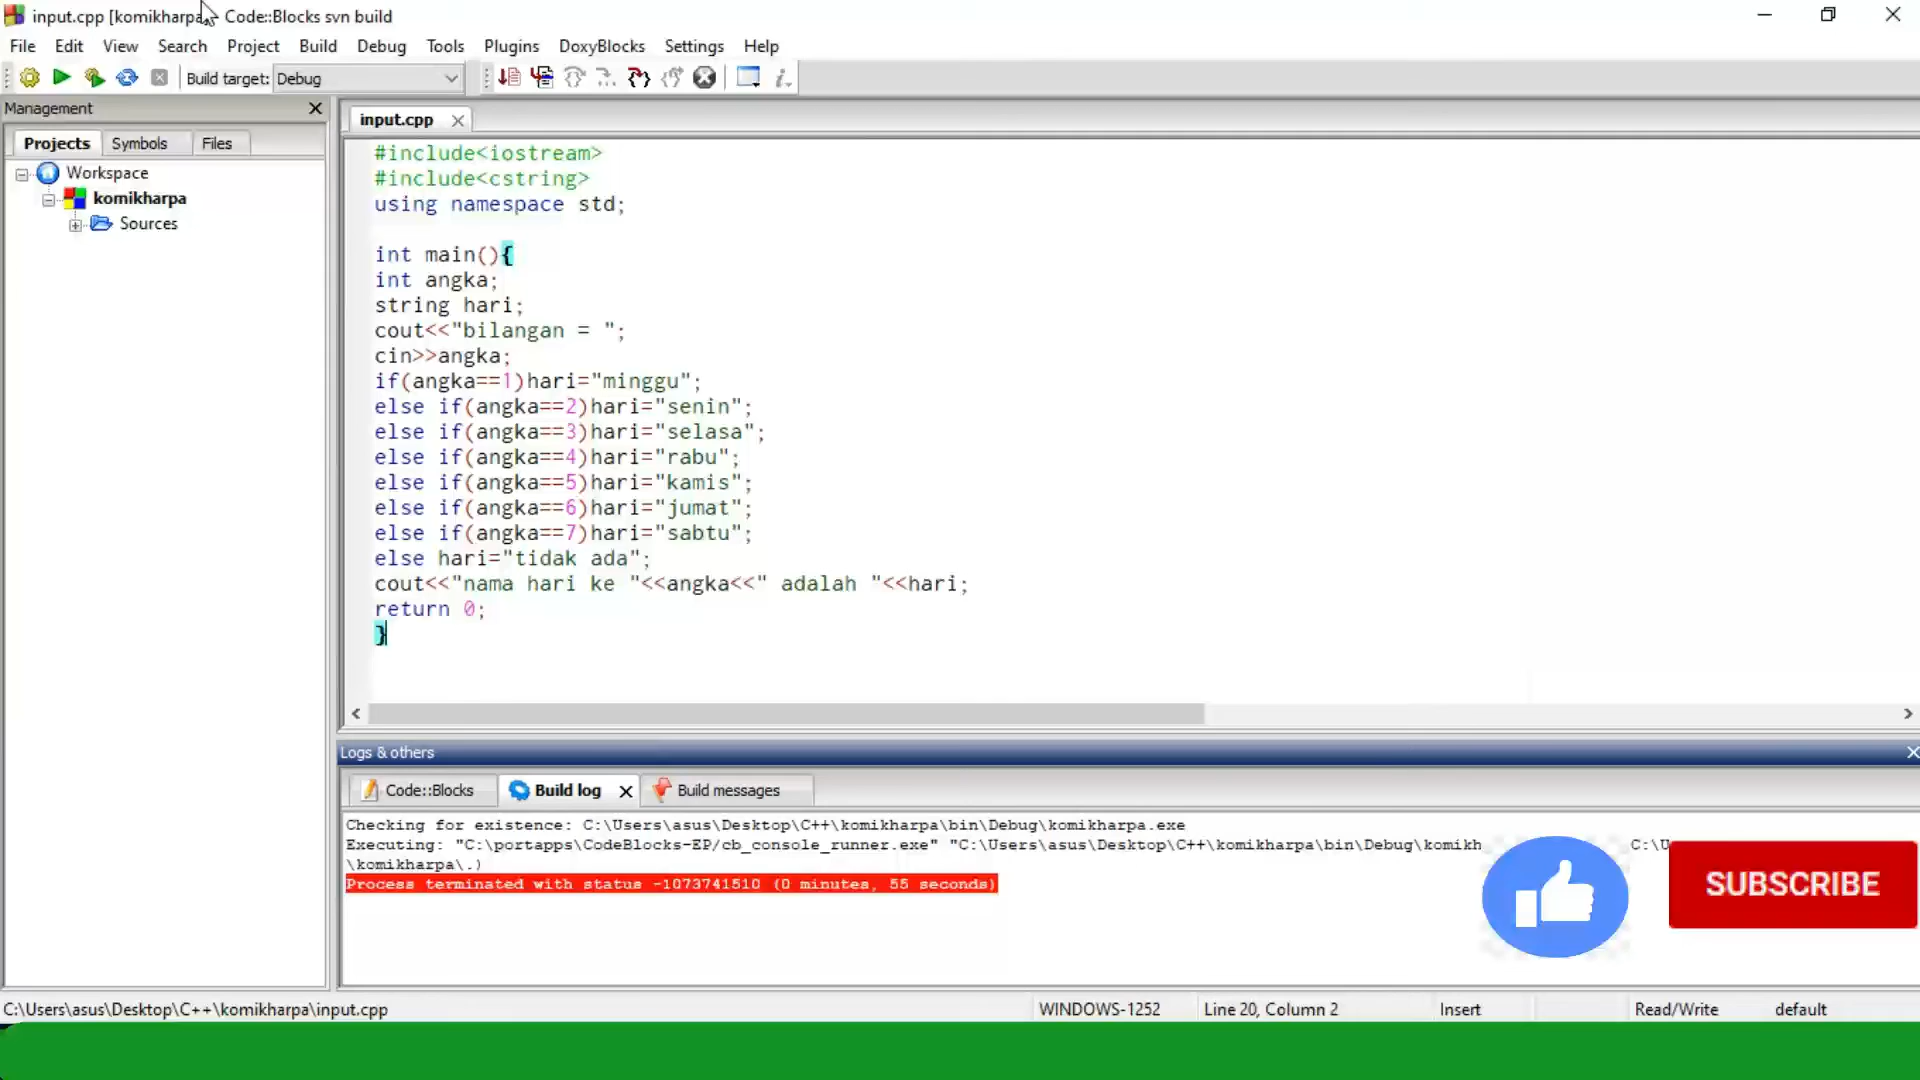 input.cpp [komikharpa - Code::Blocks svn build
File Edit View Search Project Build Debug Tools Plugins DoxyBlocks Settings Help
Build target: Debug
Management
input.cpp
Projects Symbols Files
Workspace
komikharpa
Sources
#include<iostream>
#include<cstring>
using namespace std;
int main(){
int angka;
string hari;
cout<<"bilangan = ";
cin>>angka;
if(angka==1)hari="minggu";
else if(angka==2)hari="senin";
else if(angka==3)hari="selasa";
else if(angka==4)hari="rabu";
else if(angka==5)hari="kamis";
else if(angka==6)hari="jumat";
else if(angka==7)hari="sabtu";
else hari="tidak ada";
cout<<"nama hari ke "<<angka<<" adalah "<<hari;
return 0;
}
Logs & others
Code::Blocks Build log Build messages
Checking for existence: C:\Users\asus\Desktop\C++\komikharpa\bin\Debug\komikharpa.exe
Executing: "C:\portapps\CodeBlocks-EP/cb_console_runner.exe" "C:\Users\asus\Desktop\C++\komikharpa\bin\Debug\komikh C:\U
\komikharpa\.)
Process terminated with status -1073741510 (0 minutes, 55 seconds)
SUBSCRIBE
C:\Users\asus\Desktop\C++\komikharpa\input.cpp WINDOWS-1252 Line 20, Column 2 Insert Read/Write default